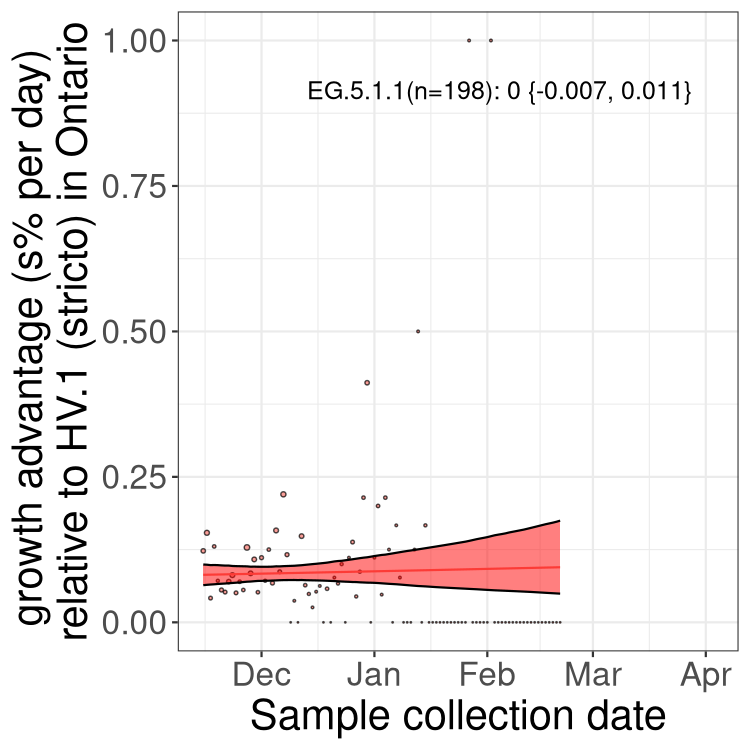 growth advantage (s% per day)
relative to HV.1 (stricto) in Ontario
1.00
0.75
0.50
0.25
0.00
EG.5.1.1(n=198): 0 {-0.007, 0.011}
Dec
Jan
Feb
Mar
Apr
Sample collection date